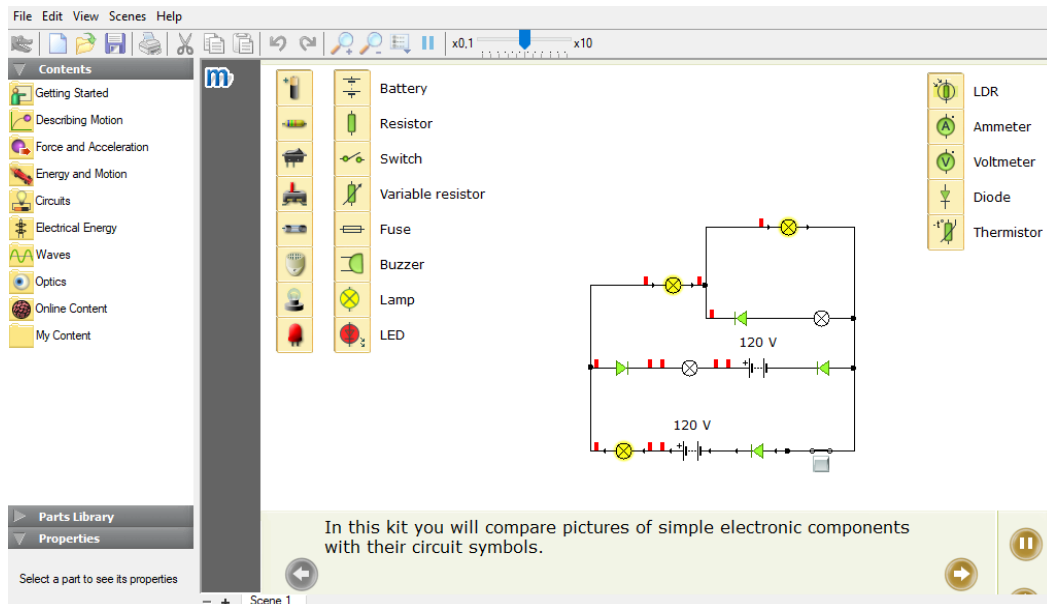 File Edit View Scenes Help
x0,1 x10
Contents
Getting Started
Describing Motion
Force and Acceleration
Energy and Motion
Circuits
Electrical Energy
Waves
Optics
Online Content
My Content
Parts Library
Properties
Select a part to see its properties
m
Battery
Resistor
Switch
Variable resistor
Fuse
Buzzer
Lamp
LED
LDR
A Ammeter
V Voltmeter
Diode
-t° Thermistor
120 V
120 V
In this kit you will compare pictures of simple electronic components
with their circuit symbols.
− + Scene 1